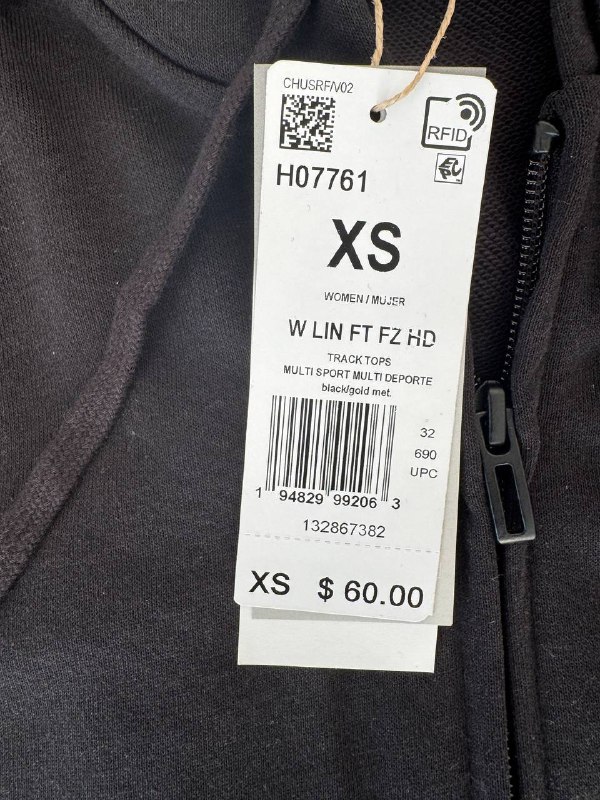 CHUSRF/V02
RFID
H07761
XS
WOMEN / MUJER
W LIN FT FZ HD
TRACK TOPS
MULTI SPORT MULTI DEPORTE
black/gold met.
32
690
UPC
1 94829 99206 3
132867382
XS $ 60.00